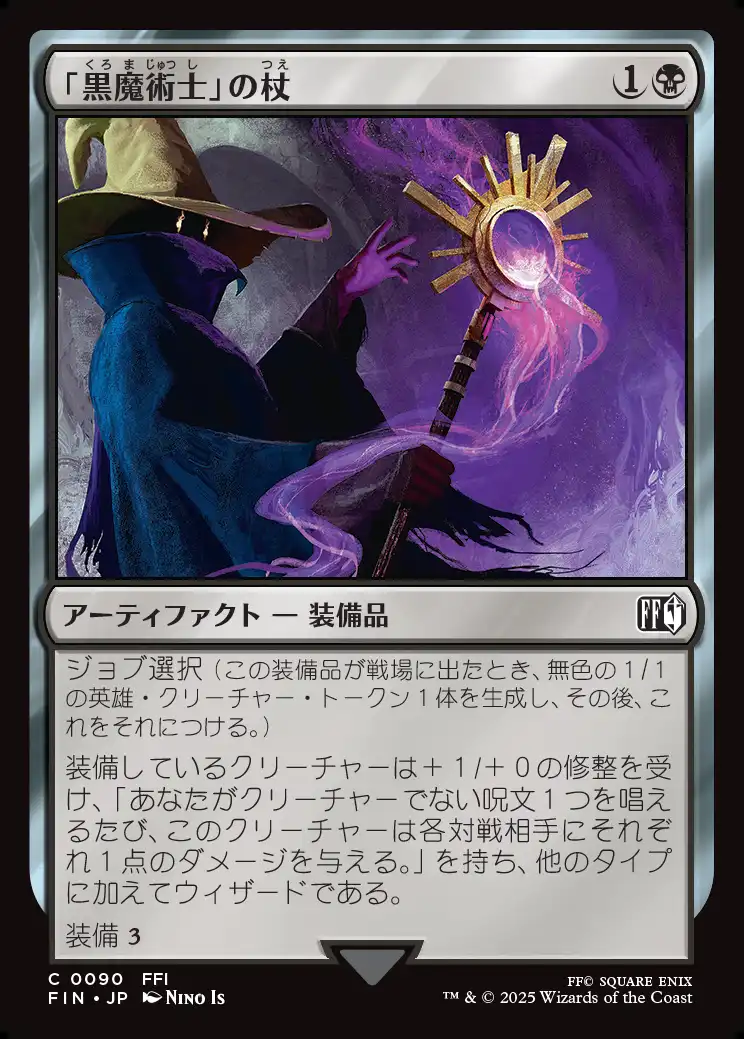 くろまじゅつし つえ
「黒魔術士」の杖 1
アーティファクト — 装備品
FFI
ジョブ選択（この装備品が戦場に出たとき、無色の１/１
の英雄・クリーチャー・トークン１体を生成し、その後、こ
れをそれにつける。）
装備しているクリーチャーは＋１/＋０の修整を受
け、「あなたがクリーチャーでない呪文１つを唱え
るたび、このクリーチャーは各対戦相手にそれぞ
れ１点のダメージを与える。」を持ち、他のタイプ
に加えてウィザードである。
装備 3
C 0090 FFI
FIN • JP Nino Is
FF© SQUARE ENIX
™ & © 2025 Wizards of the Coast